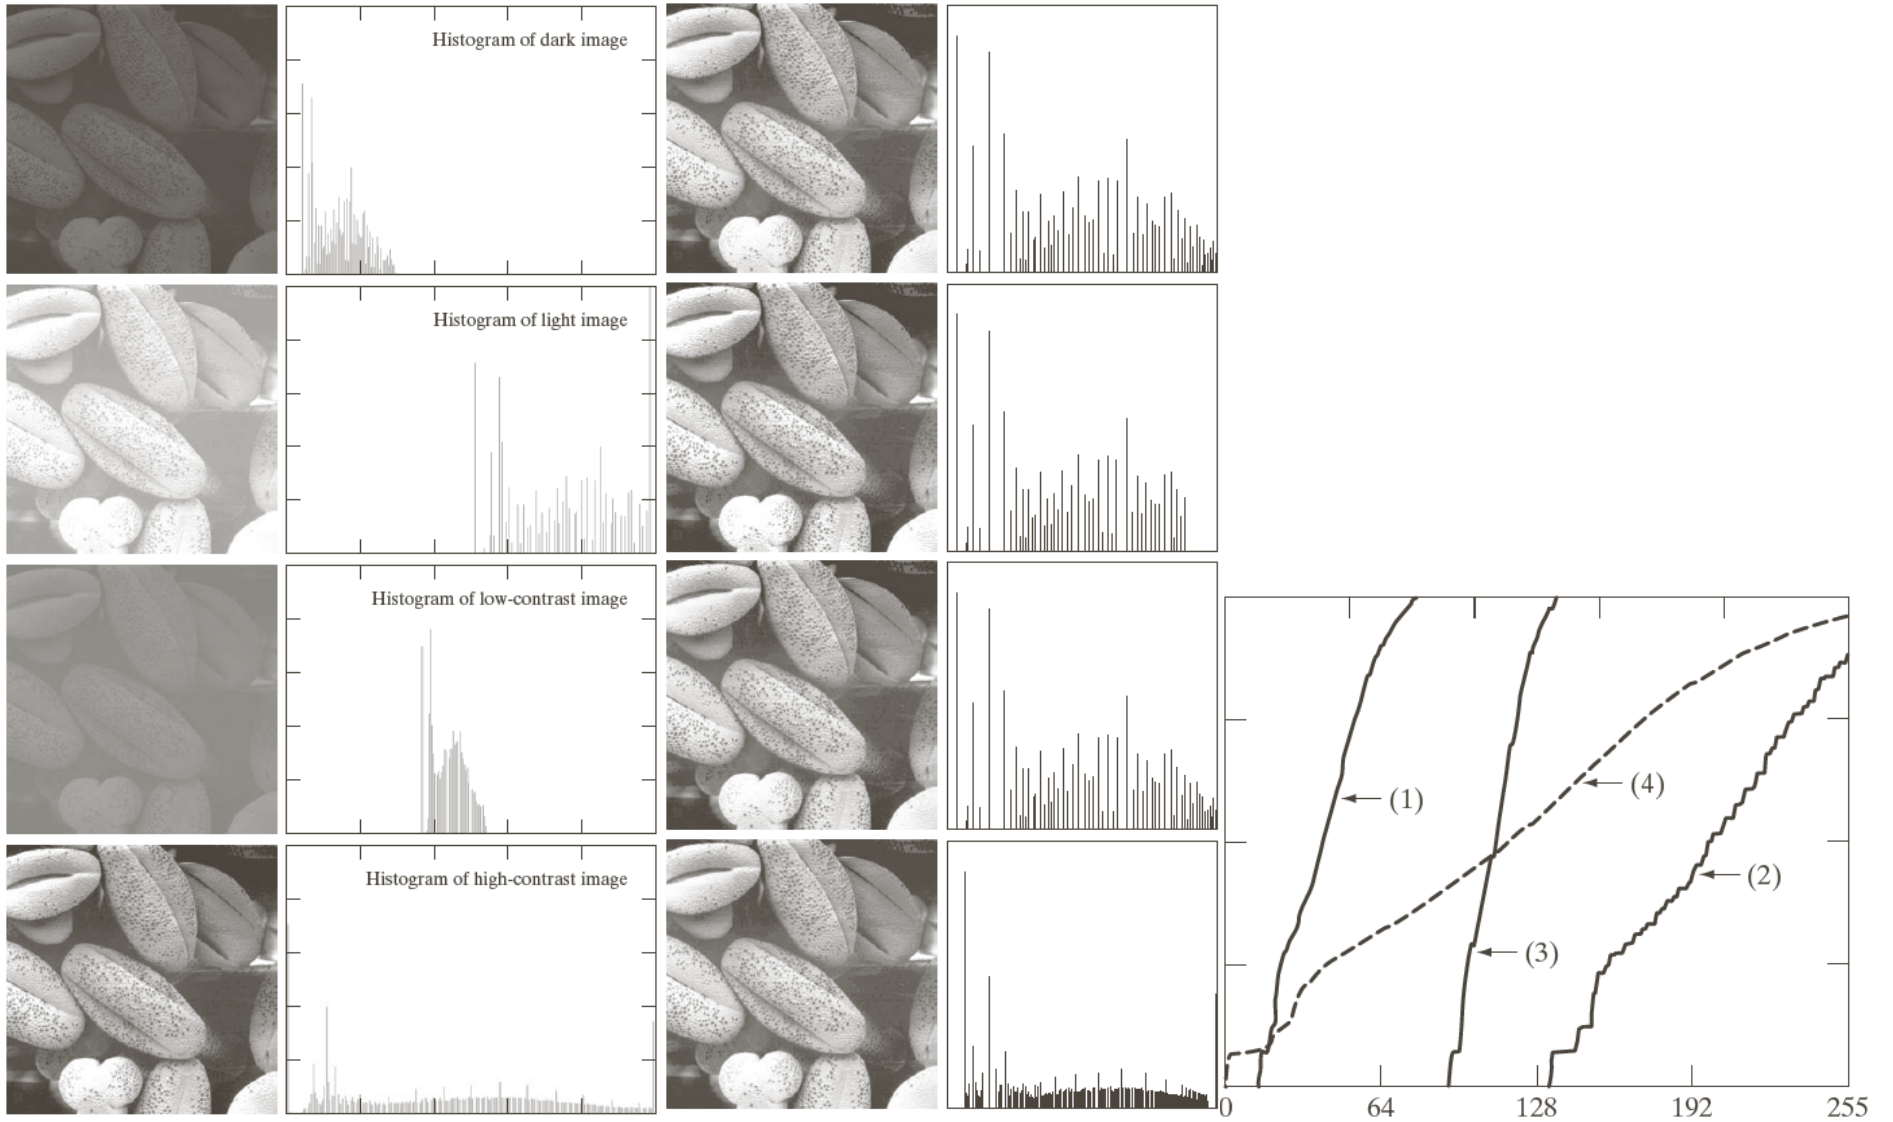 Histogram of dark image
Histogram of light image
Histogram of low-contrast image
Histogram of high-contrast image
(1)
(4)
(2)
(3)
0 64 128 192 255